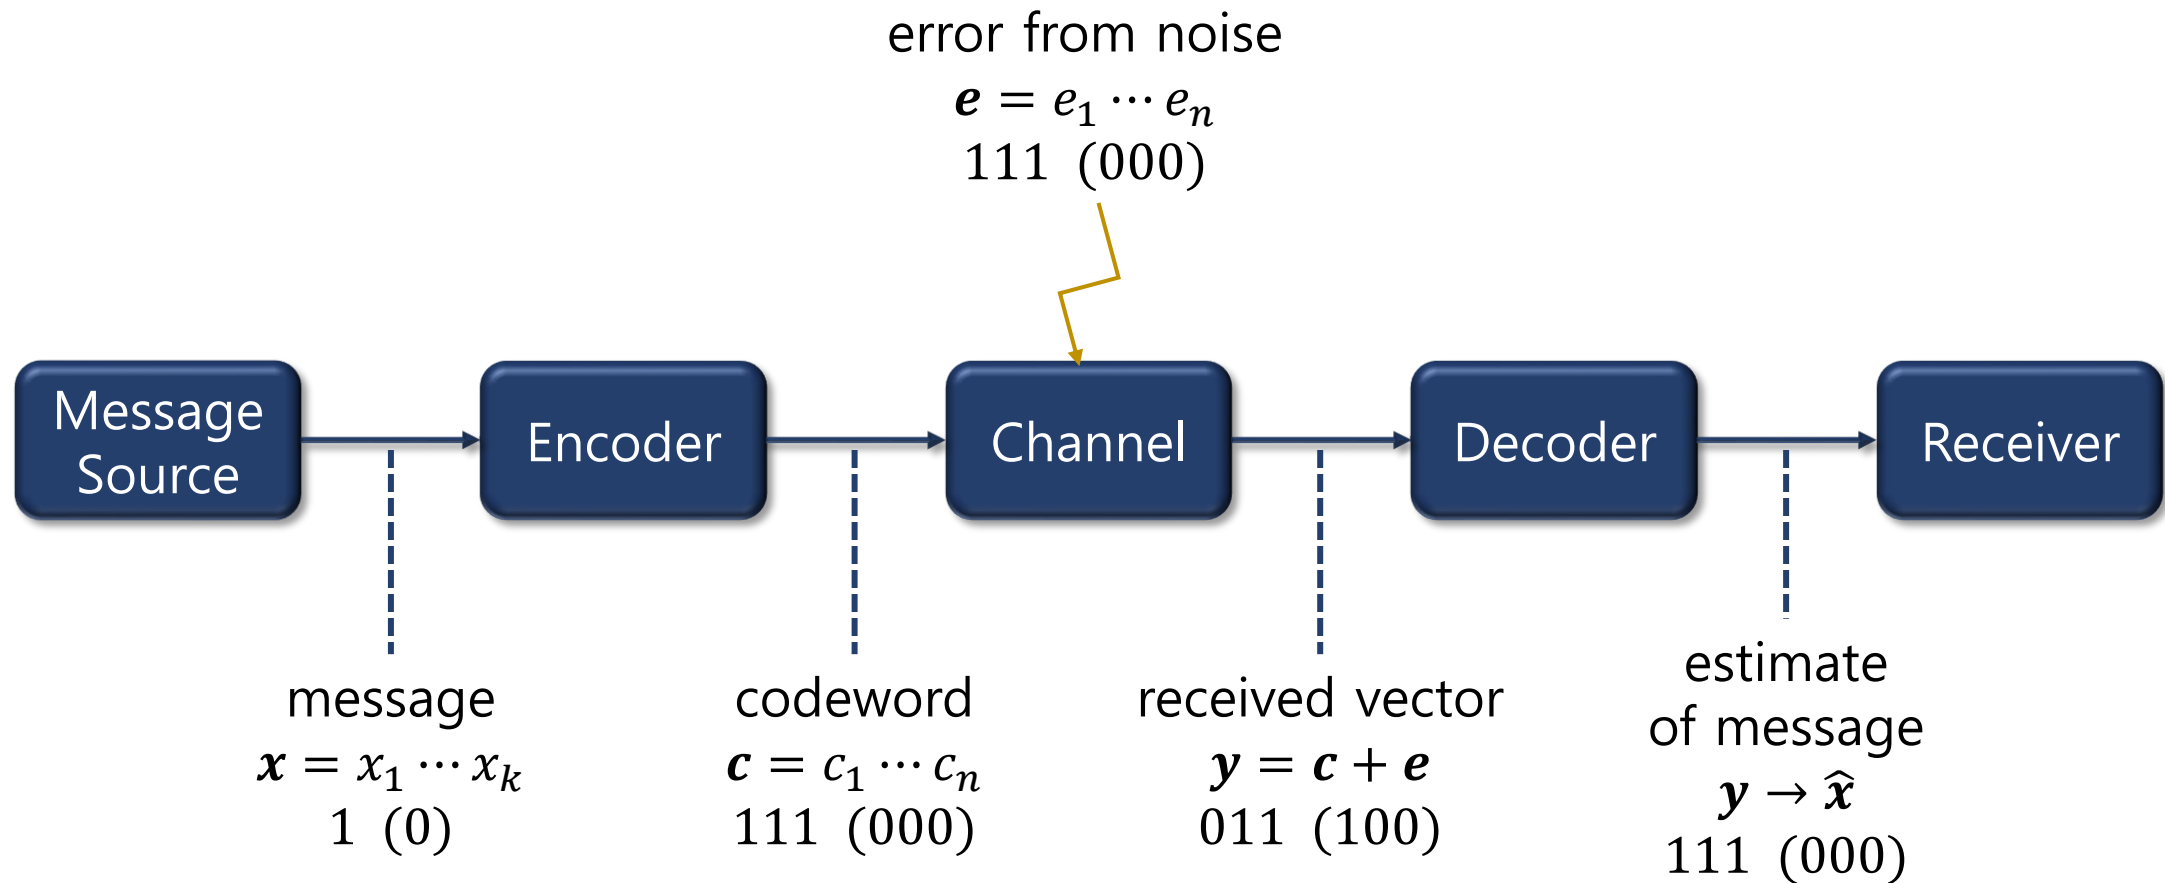 error from noise
e = e₁ ⋯ eₙ
111 (000)
Message
Source
Encoder
Channel
Decoder
Receiver
message
x = x₁ ⋯ xₖ
1 (0)
codeword
c = c₁ ⋯ cₙ
111 (000)
received vector
y = c + e
011 (100)
estimate
of message
y → x̂
111 (000)